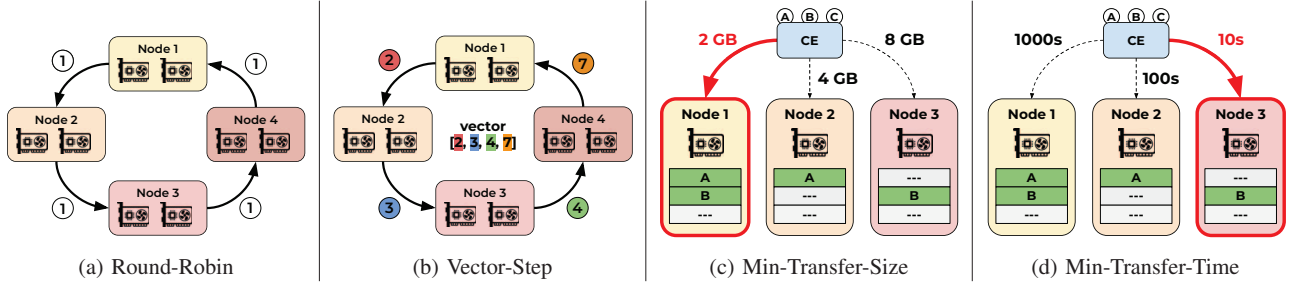 Node 1
1
1
Node 2
Node 4
Node 3
1
1
(a) Round-Robin
Node 1
2
7
Node 2
vector
[2, 3, 4, 7]
Node 4
Node 3
3
4
(b) Vector-Step
A B C
CE
2 GB
8 GB
4 GB
Node 1
A
B
---
Node 2
A
---
---
Node 3
---
B
---
(c) Min-Transfer-Size
A B C
CE
1000s
10s
100s
Node 1
A
B
---
Node 2
A
---
---
Node 3
---
B
---
(d) Min-Transfer-Time